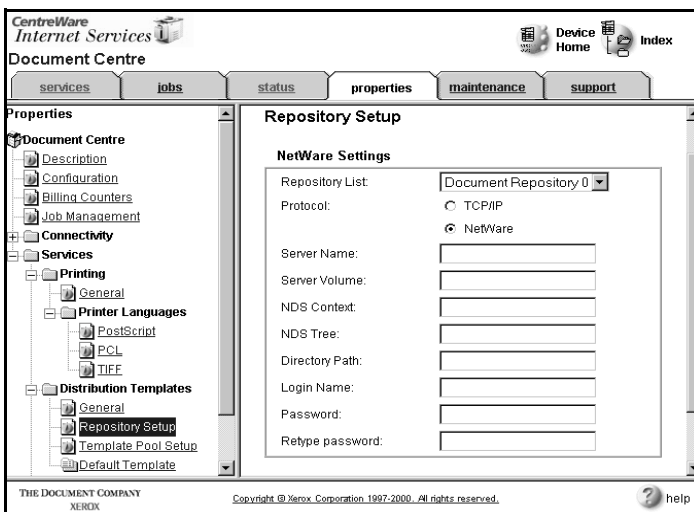 CentreWare
Internet Services
Document Centre
Device Home
Index
services
jobs
status
properties
maintenance
support
Properties
Document Centre
Description
Configuration
Billing Counters
Job Management
Connectivity
Services
Printing
General
Printer Languages
PostScript
PCL
TIFF
Distribution Templates
General
Repository Setup
Template Pool Setup
Default Template
Repository Setup
NetWare Settings
Repository List: Document Repository 0
Protocol: TCP/IP
NetWare
Server Name:
Server Volume:
NDS Context:
NDS Tree:
Directory Path:
Login Name:
Password:
Retype password:
THE DOCUMENT COMPANY
XEROX
Copyright © Xerox Corporation 1997-2000. All rights reserved.
? help